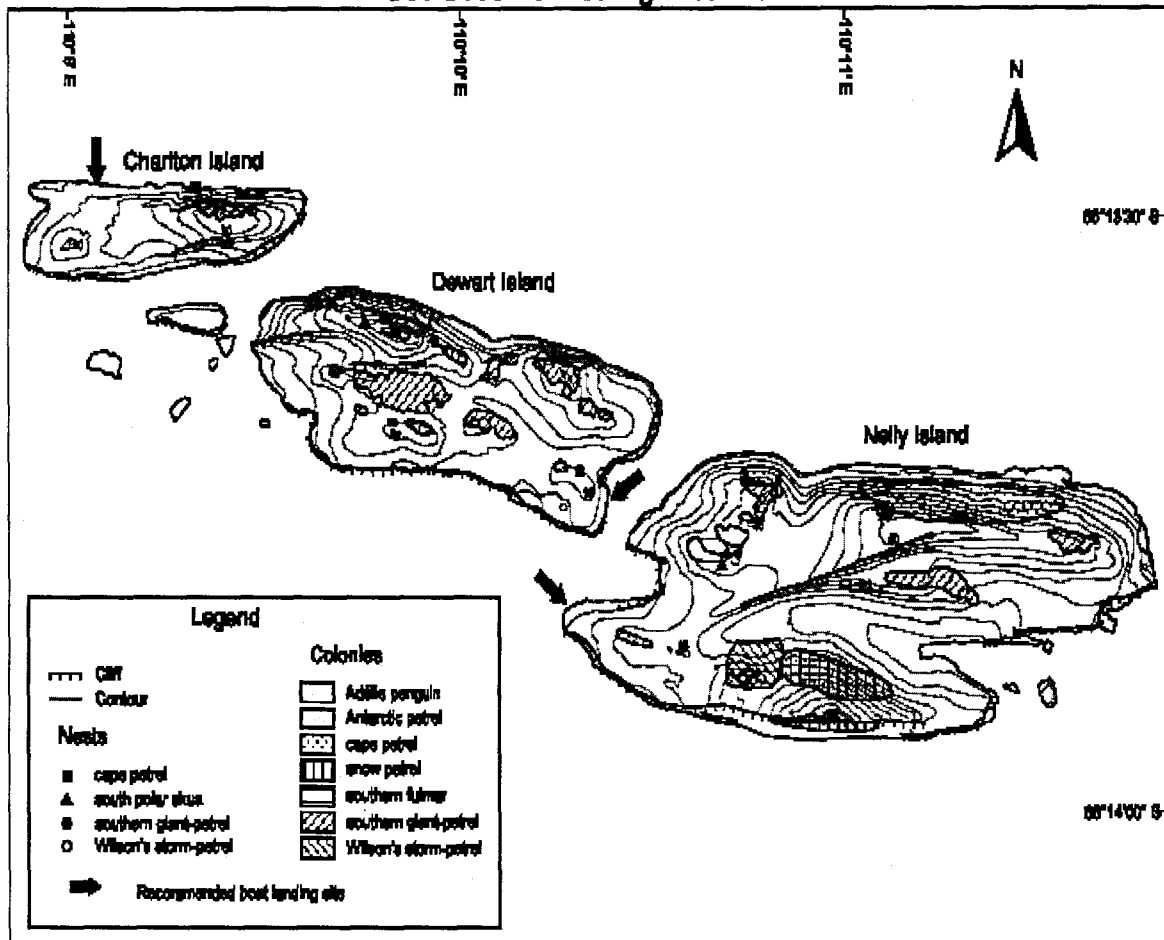 110°10' E
110°11' E
N
Charlton Island
Dewart Island
Nelly Island
66°14'00" S
Legend
Cliff
Contour
Nests
cape petrel
south polar skua
southern giant-petrel
Wilson's storm-petrel
Recommended boat landing site
Colonies
Adélie penguin
Antarctic petrel
cape petrel
snow petrel
southern fulmar
southern giant-petrel
Wilson's storm-petrel